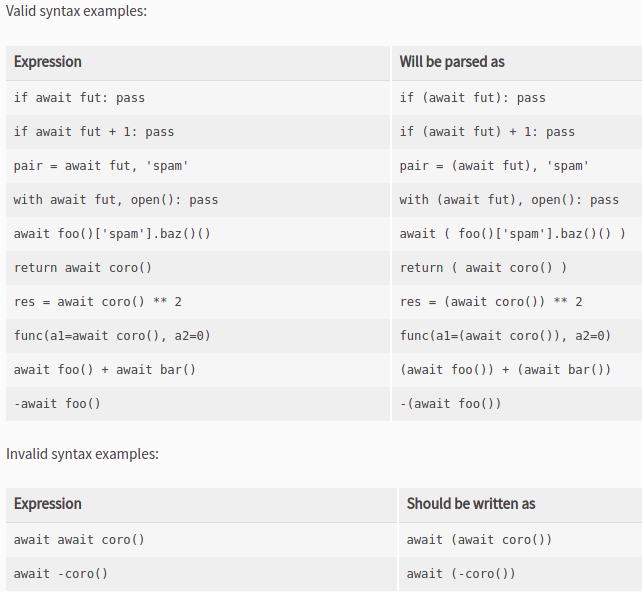 Valid syntax examples:
Expression Will be parsed as
if await fut: pass if (await fut): pass
if await fut + 1: pass if (await fut) + 1: pass
pair = await fut, 'spam' pair = (await fut), 'spam'
with await fut, open(): pass with (await fut), open(): pass
await foo()['spam'].baz()() await ( foo()['spam'].baz()() )
return await coro() return ( await coro() )
res = await coro() ** 2 res = (await coro()) ** 2
func(a1=await coro(), a2=0) func(a1=(await coro()), a2=0)
await foo() + await bar() (await foo()) + (await bar())
-await foo() -(await foo())
Invalid syntax examples:
Expression Should be written as
await await coro() await (await coro())
await -coro() await (-coro())